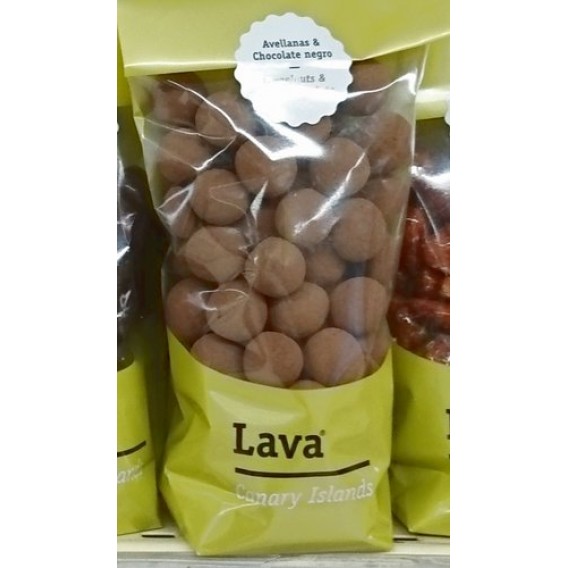 Avellanas &
Chocolate negro
Lava®
Canary Islands